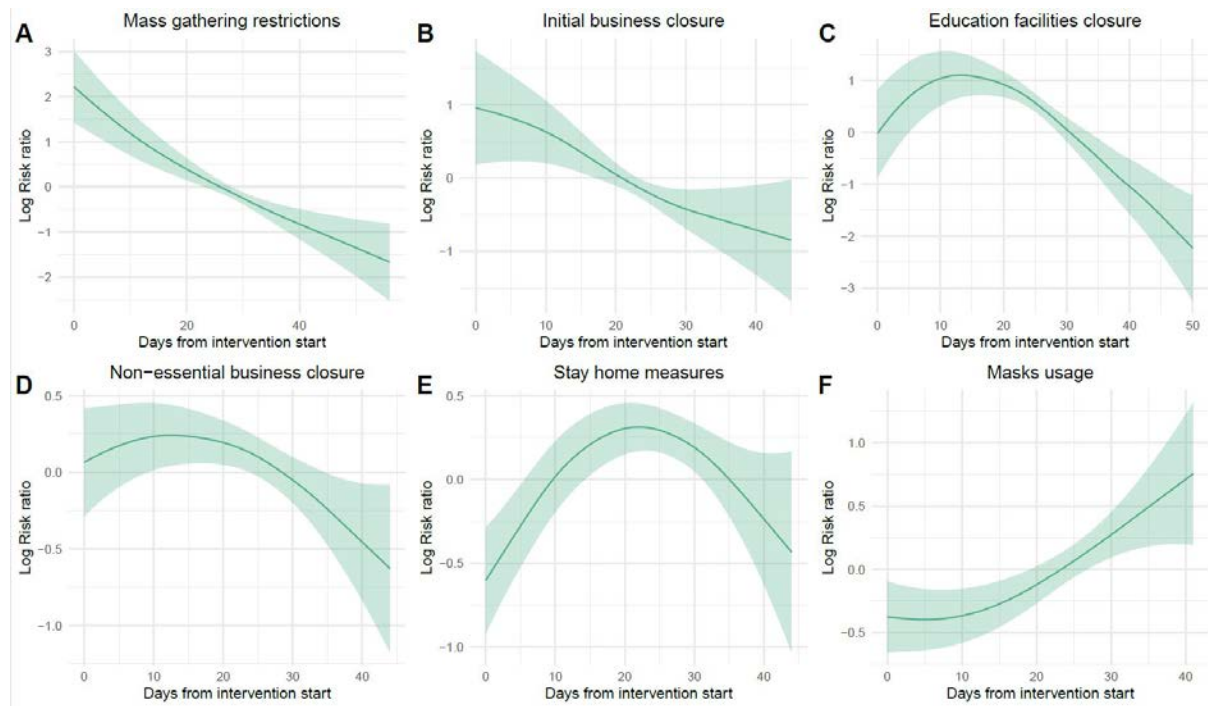 A Mass gathering restrictions
Log Risk ratio
3
2
1
0
−1
−2
0 20 40
Days from intervention start
B Initial business closure
Log Risk ratio
1
0
−1
0 10 20 30 40
Days from intervention start
C Education facilities closure
Log Risk ratio
1
0
−1
−2
−3
0 10 20 30 40 50
Days from intervention start
D Non−essential business closure
Log Risk ratio
0.5
0.0
−0.5
−1.0
0 10 20 30 40
Days from intervention start
E Stay home measures
Log Risk ratio
0.5
0.0
−0.5
−1.0
0 10 20 30 40
Days from intervention start
F Masks usage
Log Risk ratio
1.0
0.5
0.0
−0.5
0 10 20 30 40
Days from intervention start